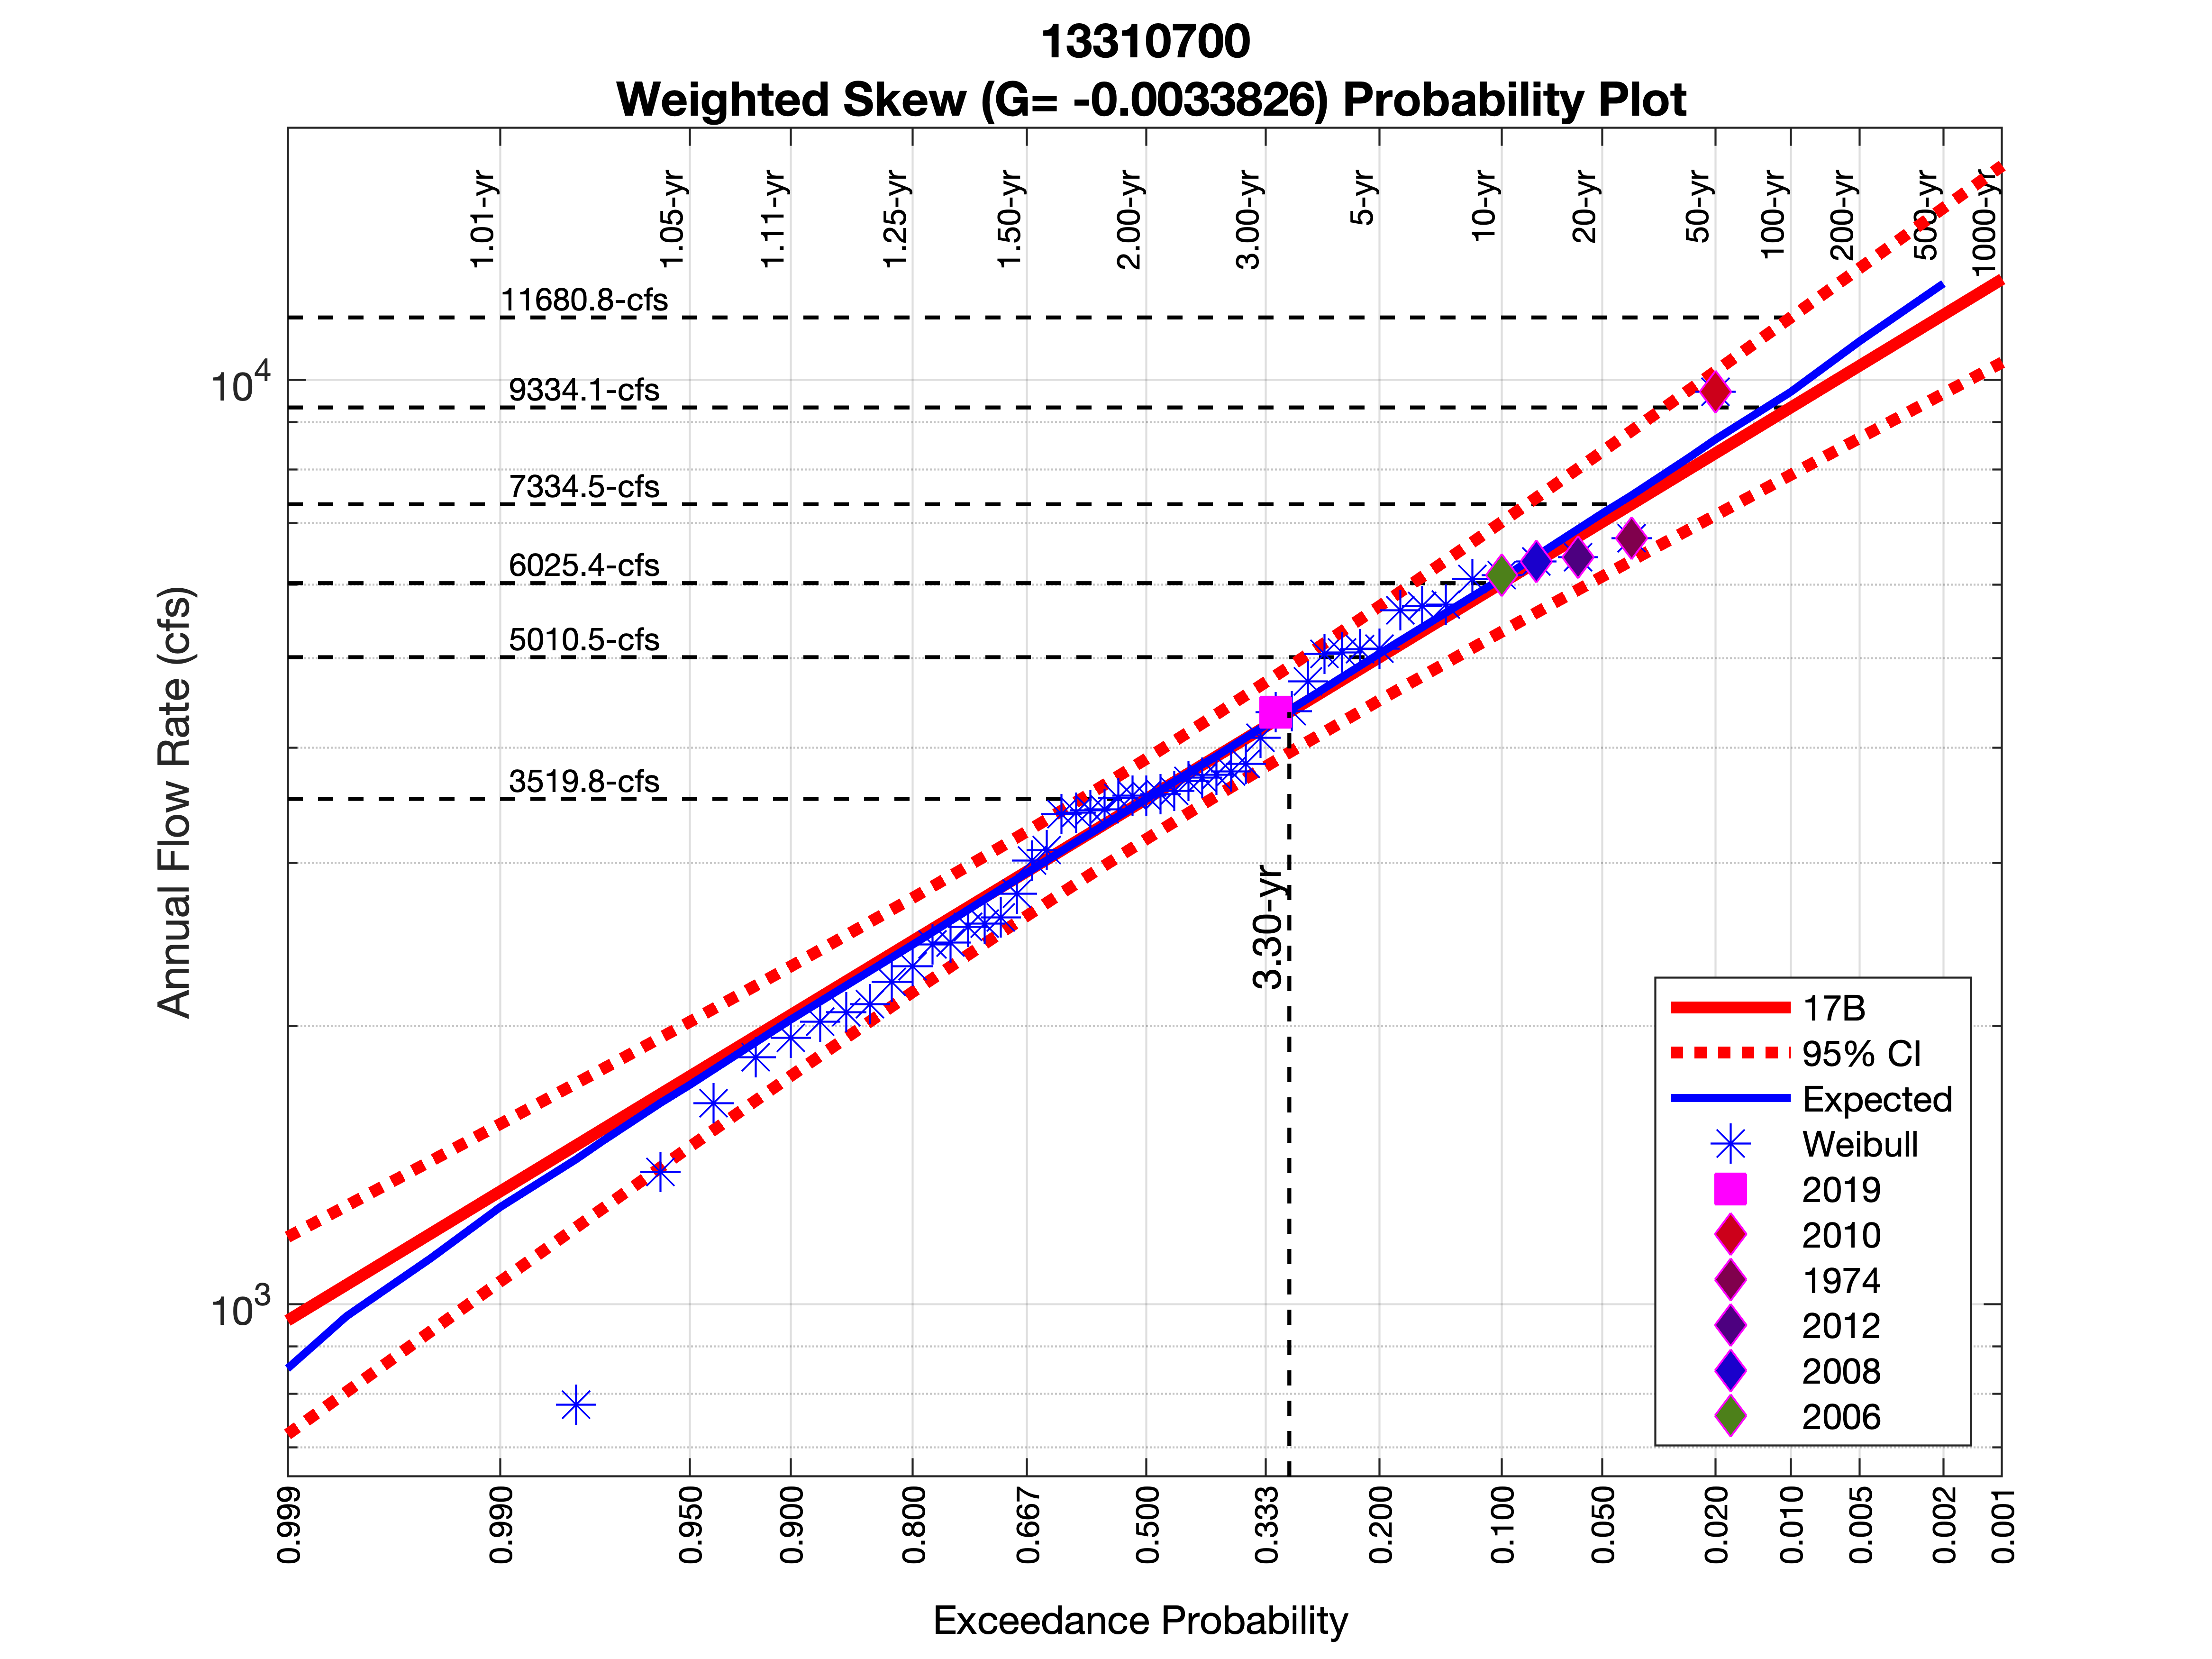 13310700
Weighted Skew (G= -0.0033826) Probability Plot
1.01-yr
1.05-yr
1.11-yr
1.25-yr
1.50-yr
2.00-yr
3.00-yr
5-yr
10-yr
20-yr
50-yr
100-yr
200-yr
500-yr
1000-yr
11680.8-cfs
9334.1-cfs
7334.5-cfs
6025.4-cfs
5010.5-cfs
3519.8-cfs
3.30-yr
10⁴
10³
Annual Flow Rate (cfs)
17B
95% CI
Expected
Weibull
2019
2010
1974
2012
2008
2006
0.999
0.990
0.950
0.900
0.800
0.667
0.500
0.333
0.200
0.100
0.050
0.020
0.010
0.005
0.002
0.001
Exceedance Probability